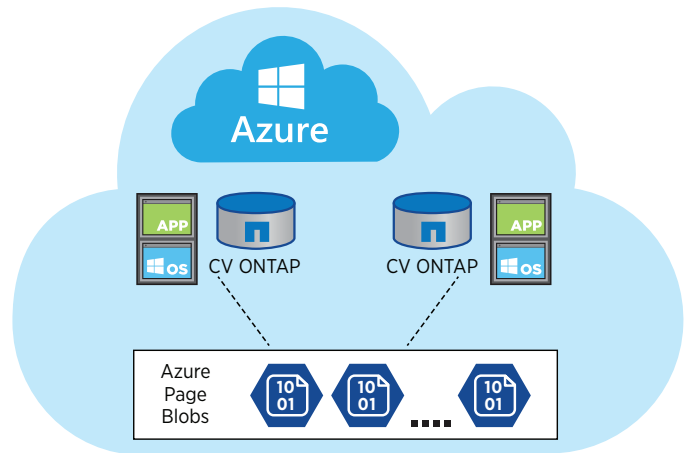 Azure
APP
OS
CV ONTAP
CV ONTAP
APP
OS
Azure
Page
Blobs
10
01
10
01
10
01